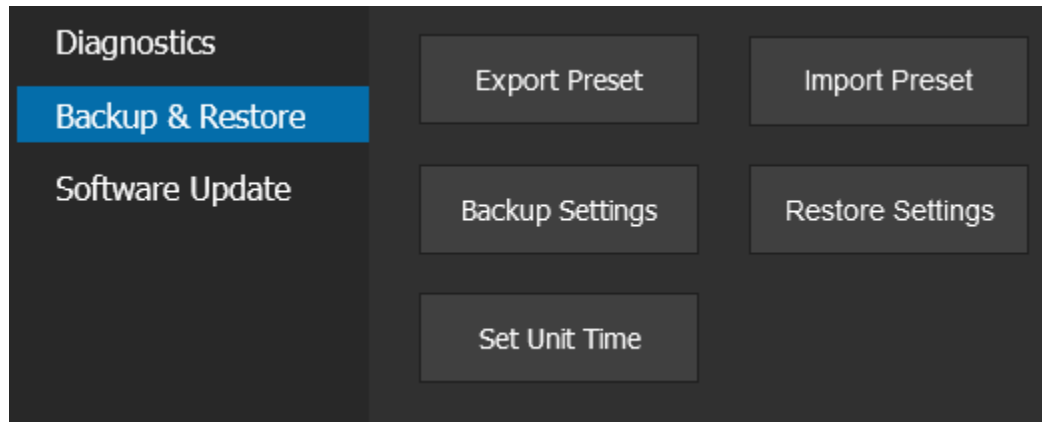 Diagnostics
Backup & Restore
Software Update
Export Preset
Import Preset
Backup Settings
Restore Settings
Set Unit Time